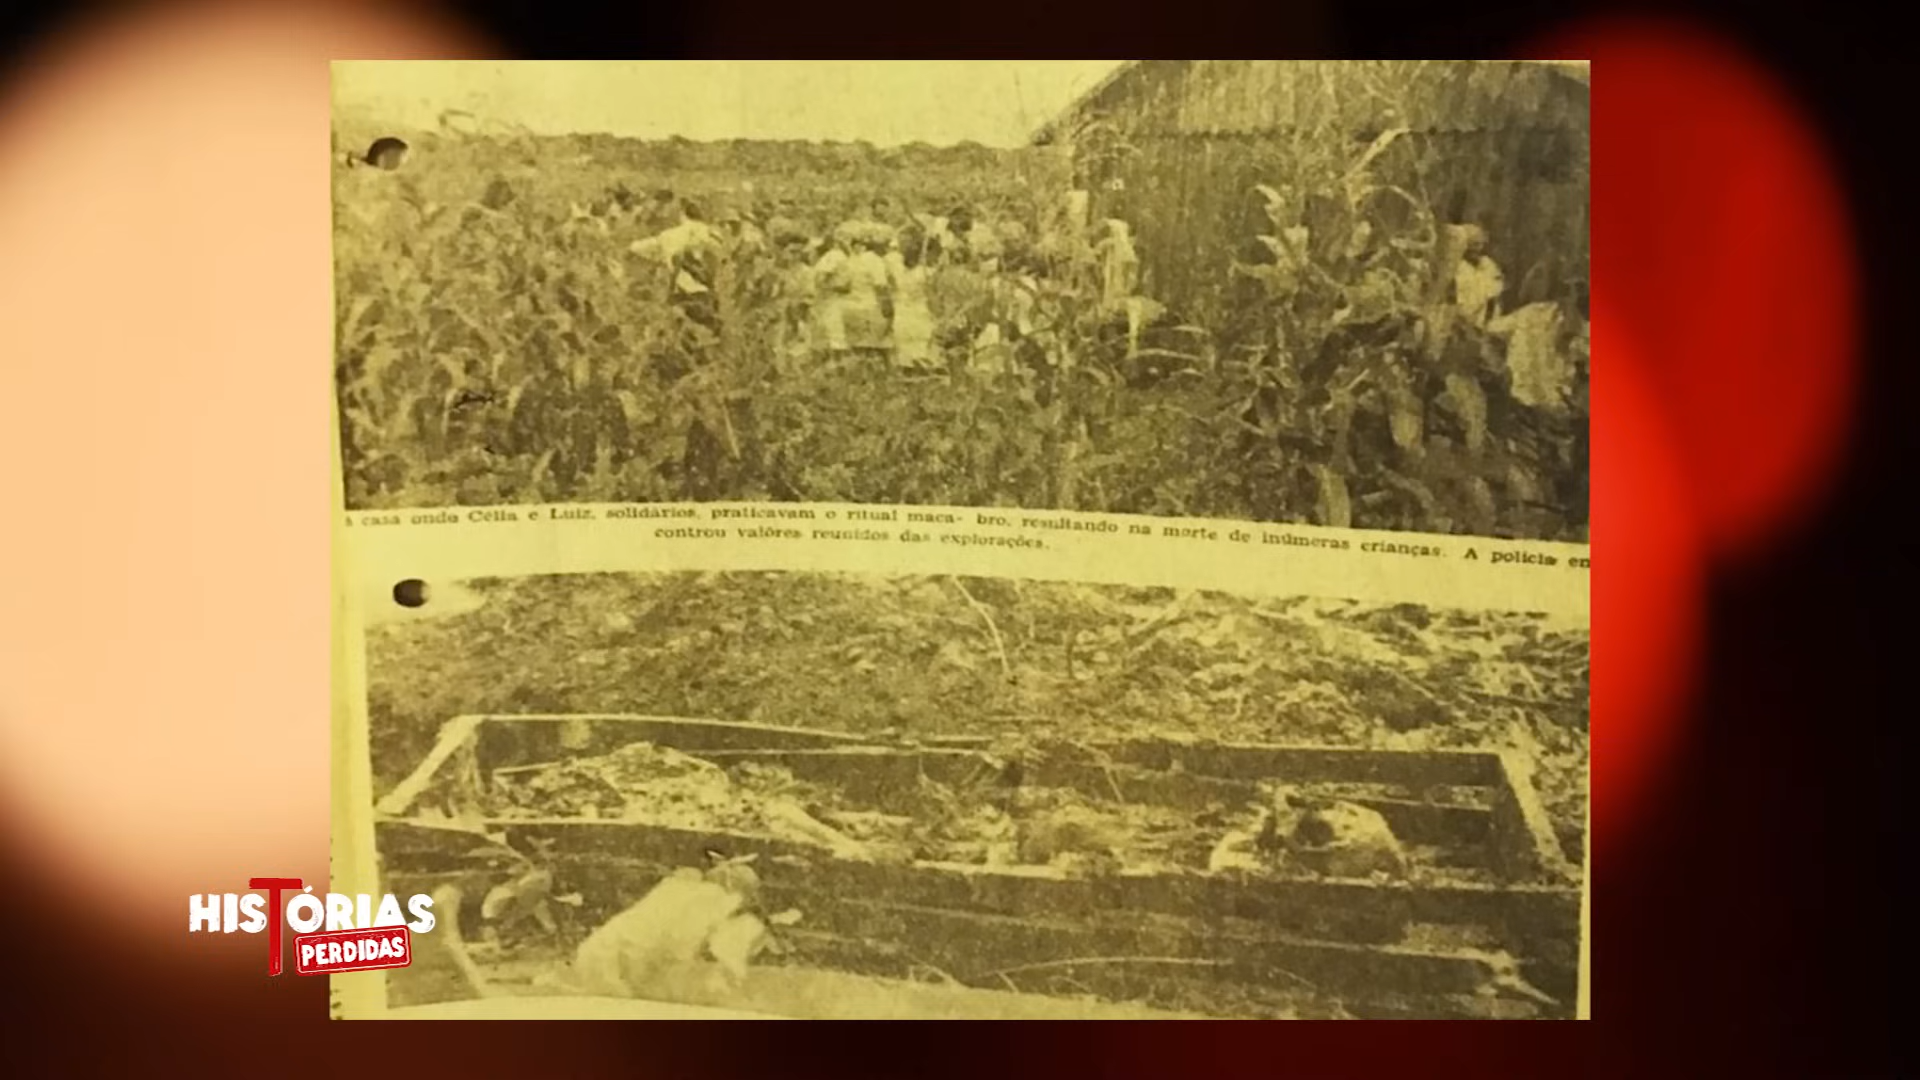 A casa onde Célia e Luiz, solidários, praticavam o ritual maca- bro, resultando na morte de inúmeras crianças. A polícia en
controu valôres reunidos das explorações.
HISTÓRIAS
PERDIDAS